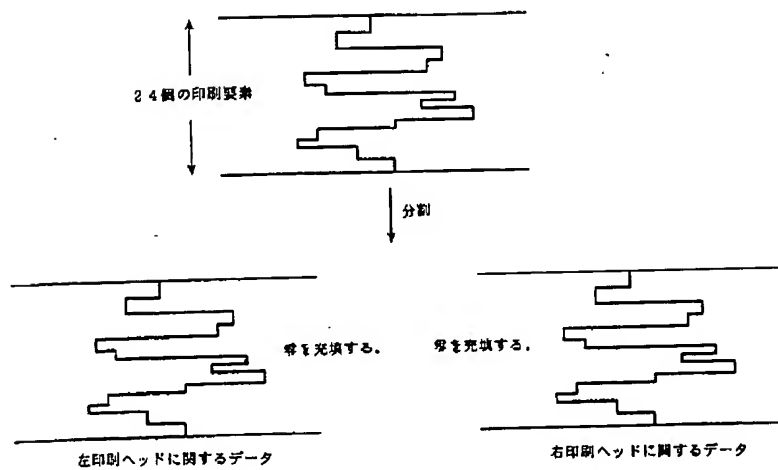 24個の印刷要素
分割
零を充填する。
零を充填する。
左印刷ヘッドに関するデータ
右印刷ヘッドに関するデータ